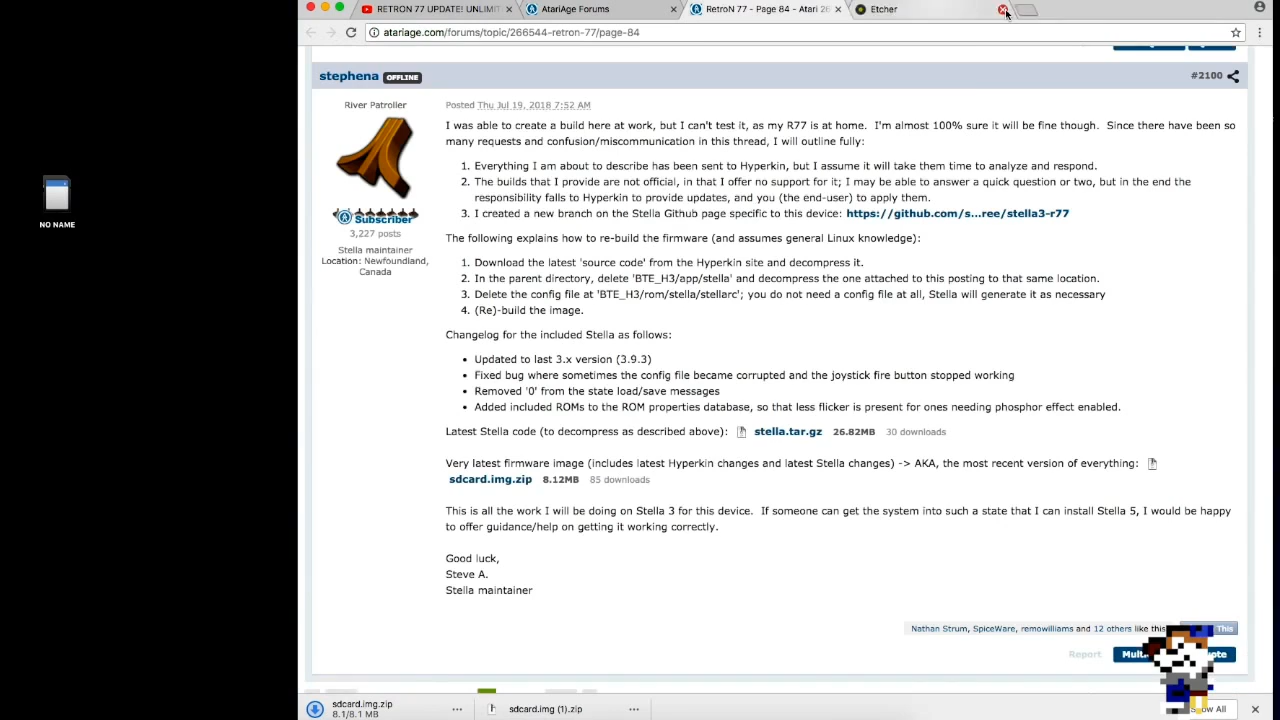 RETRON 77 UPDATE! UNLIMIT
AtariAge Forums
RetroN 77 - Page 84 - Atari 26
Etcher
atariage.com/forums/topic/266544-retron-77/page-84
stephena OFFLINE
#2100
River Patroller
Subscriber
3,227 posts
Stella maintainer
Location: Newfoundland,
Canada
Posted Thu Jul 19, 2018 7:52 AM
I was able to create a build here at work, but I can't test it, as my R77 is at home. I'm almost 100% sure it will be fine though. Since there have been so
many requests and confusion/miscommunication in this thread, I will outline fully:
1. Everything I am about to describe has been sent to Hyperkin, but I assume it will take them time to analyze and respond.
2. The builds that I provide are not official, in that I offer no support for it; I may be able to answer a quick question or two, but in the end the
responsibility falls to Hyperkin to provide updates, and you (the end-user) to apply them.
3. I created a new branch on the Stella Github page specific to this device: https://github.com/s...ree/stella3-r77
The following explains how to re-build the firmware (and assumes general Linux knowledge):
1. Download the latest 'source code' from the Hyperkin site and decompress it.
2. In the parent directory, delete 'BTE_H3/app/stella' and decompress the one attached to this posting to that same location.
3. Delete the config file at 'BTE_H3/rom/stella/stellarc'; you do not need a config file at all, Stella will generate it as necessary
4. (Re)-build the image.
Changelog for the included Stella as follows:
• Updated to last 3.x version (3.9.3)
• Fixed bug where sometimes the config file became corrupted and the joystick fire button stopped working
• Removed '0' from the state load/save messages
• Added included ROMs to the ROM properties database, so that less flicker is present for ones needing phosphor effect enabled.
Latest Stella code (to decompress as described above): stella.tar.gz 26.82MB 30 downloads
Very latest firmware image (includes latest Hyperkin changes and latest Stella changes) -> AKA, the most recent version of everything:
sdcard.img.zip 8.12MB 85 downloads
This is all the work I will be doing on Stella 3 for this device. If someone can get the system into such a state that I can install Stella 5, I would be happy
to offer guidance/help on getting it working correctly.
Good luck,
Steve A.
Stella maintainer
Nathan Strum, SpiceWare, remowilliams and 12 others like this
This
Report
NO NAME
sdcard.img.zip
8.1/8.1 MB
sdcard.img (1).zip
Show All